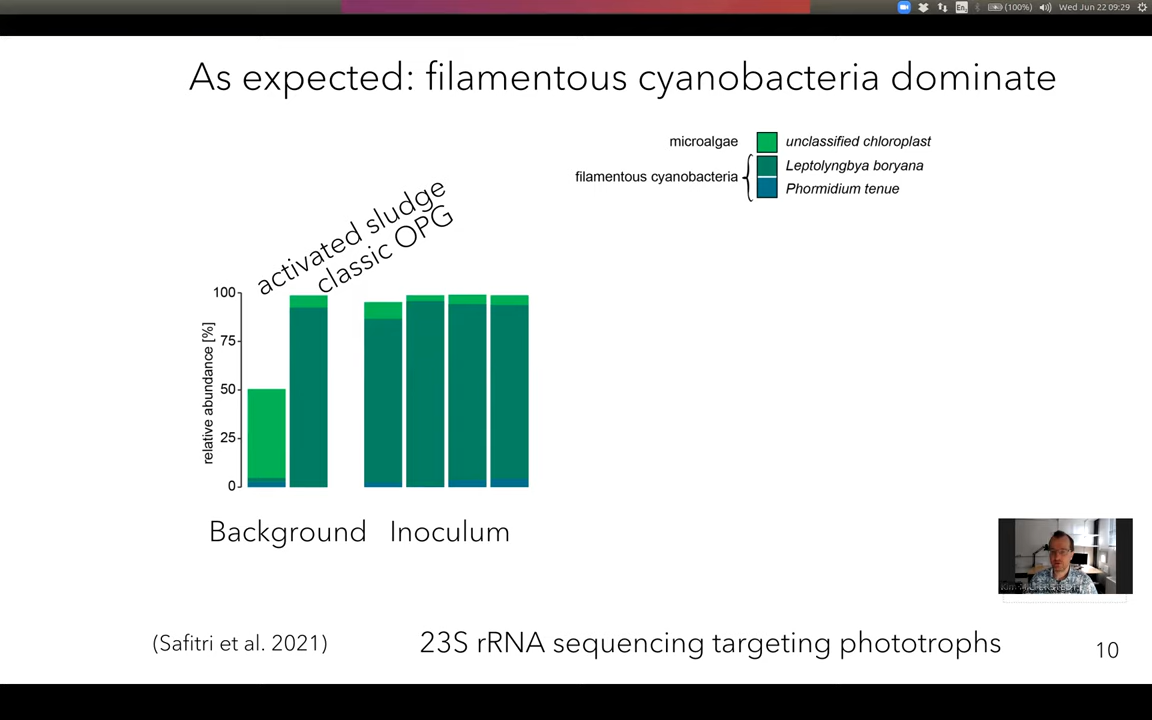 En
(100%)
Wed Jun 22 09:29
As expected: filamentous cyanobacteria dominate
microalgae
unclassified chloroplast
filamentous cyanobacteria
Leptolyngbya boryana
Phormidium tenue
activated sludge
classic OPG
relative abundance [%]
100
75
50
25
0
Background
Inoculum
(Safitri et al. 2021)
23S rRNA sequencing targeting phototrophs
10